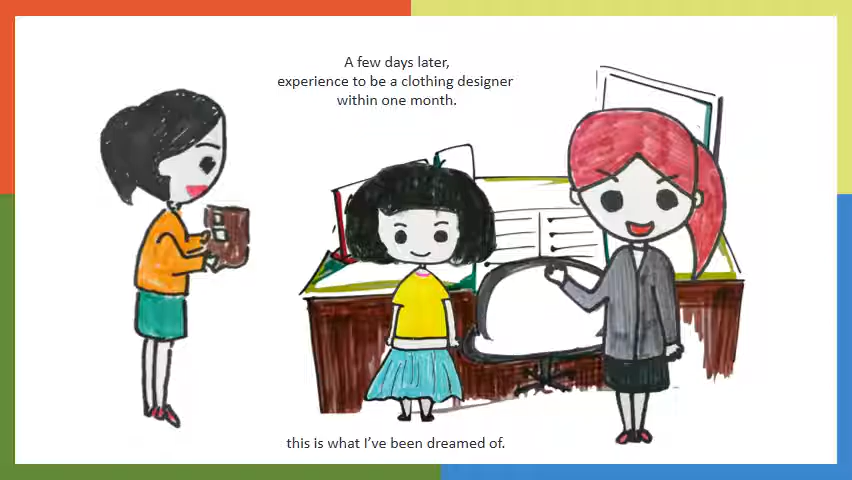 A few days later,
experience to be a clothing designer
within one month.
this is what I’ve been dreamed of.